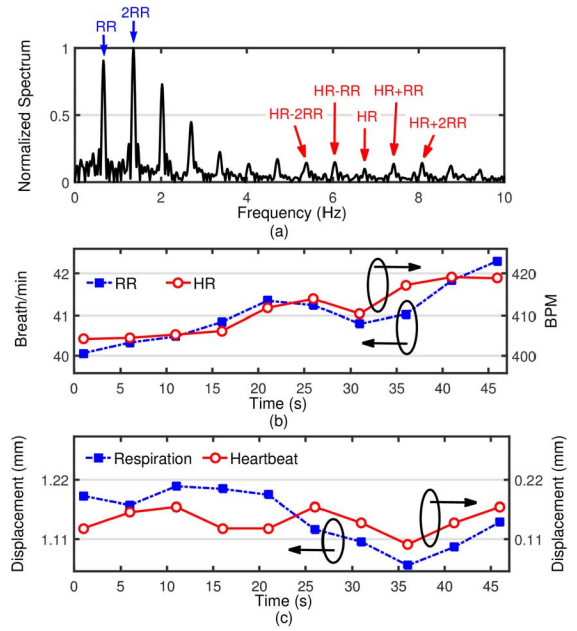 RR 2RR
Normalized Spectrum
1
0.5
0
HR-2RR HR-RR HR HR+RR HR+2RR
0 2 4 6 8 10
Frequency (Hz)
(a)
Breath/min
42
41
40
RR HR
420
410
400
BPM
0 5 10 15 20 25 30 35 40 45
Time (s)
(b)
Displacement (mm)
1.22
1.11
Respiration Heartbeat
0.22
0.11
Displacement (mm)
0 5 10 15 20 25 30 35 40 45
Time (s)
(c)